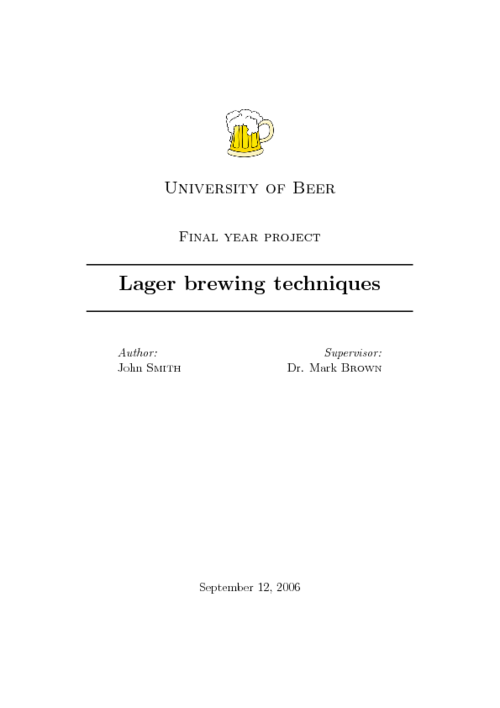 University of Beer
Final year project
Lager brewing techniques
Author:
John Smith
Supervisor:
Dr. Mark Brown
September 12, 2006